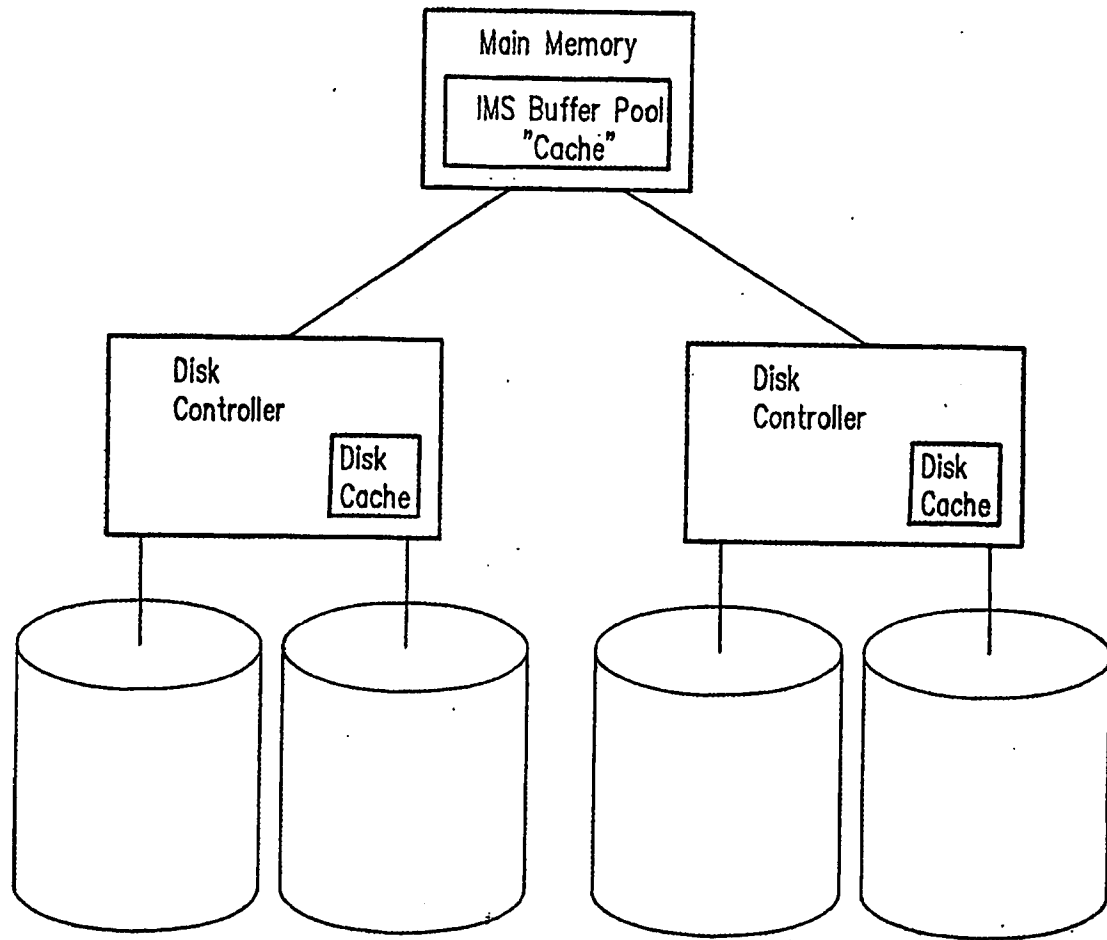 Main Memory
IMS Buffer Pool
"Cache"
Disk
Controller
Disk
Cache
Disk
Controller
Disk
Cache